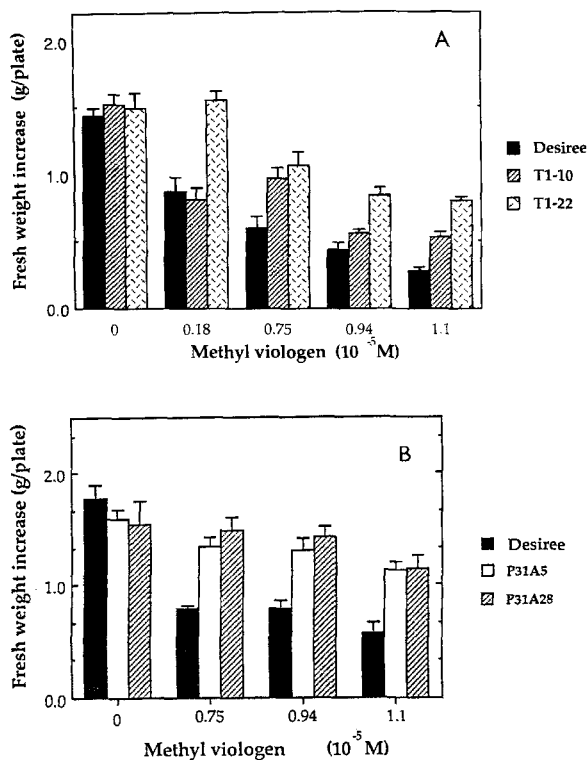 A
Fresh weight increase (g/plate)
2.0
1.0
0.0
Desiree
T1-10
T1-22
0 0.18 0.75 0.94 1.1
Methyl viologen (10 -5 M)
B
Fresh weight increase (g/plate)
2.0
1.0
0.0
Desiree
P31A5
P31A28
0 0.75 0.94 1.1
Methyl viologen (10 -5 M)